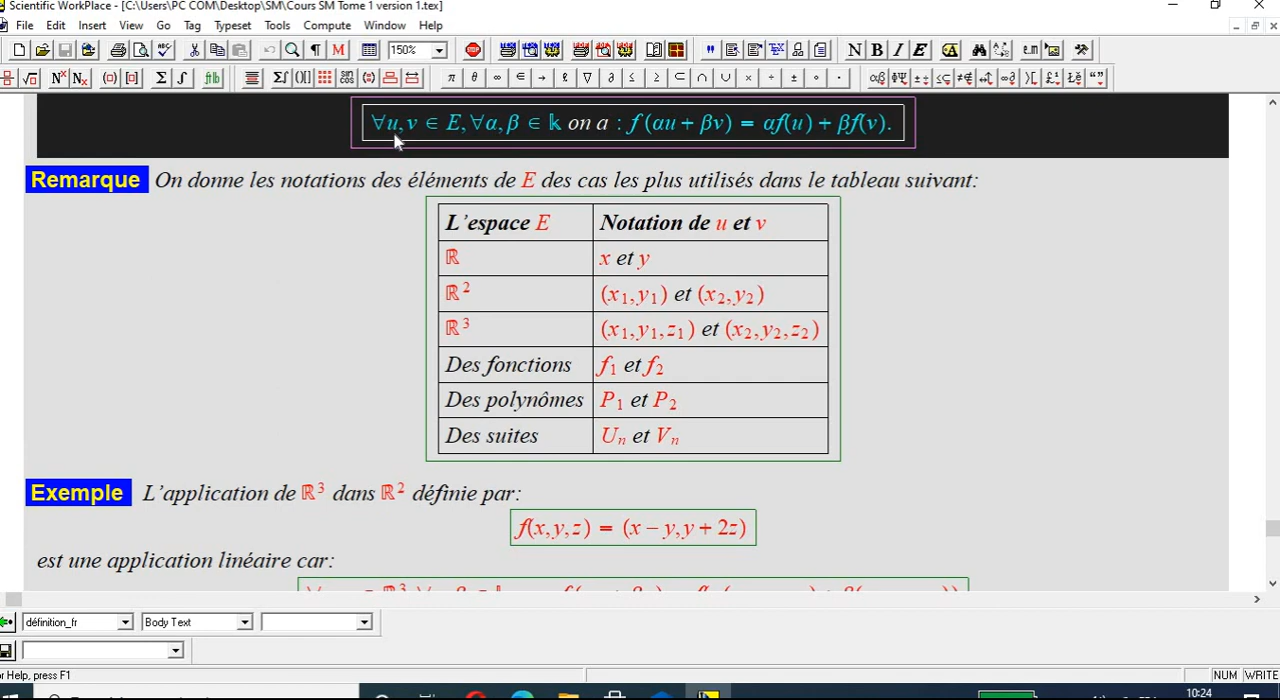 Scientific WorkPlace - [C:\Users\PC COM\Desktop\SM\Cours SM Tome 1 version 1.tex]
File Edit Insert View Go Tag Typeset Tools Compute Window Help
150%
∀u,v ∈ E,∀α,β ∈ 𝕜 on a : f(αu + βv) = αf(u) + βf(v).
Remarque On donne les notations des éléments de E des cas les plus utilisés dans le tableau suivant:
L'espace E Notation de u et v
ℝ x et y
ℝ² (x₁,y₁) et (x₂,y₂)
ℝ³ (x₁,y₁,z₁) et (x₂,y₂,z₂)
Des fonctions f₁ et f₂
Des polynômes P₁ et P₂
Des suites Uₙ et Vₙ
Exemple L'application de ℝ³ dans ℝ² définie par:
f(x,y,z) = (x − y,y + 2z)
est une application linéaire car:
définition_fr Body Text
or Help, press F1 NUM WRITE
10:24